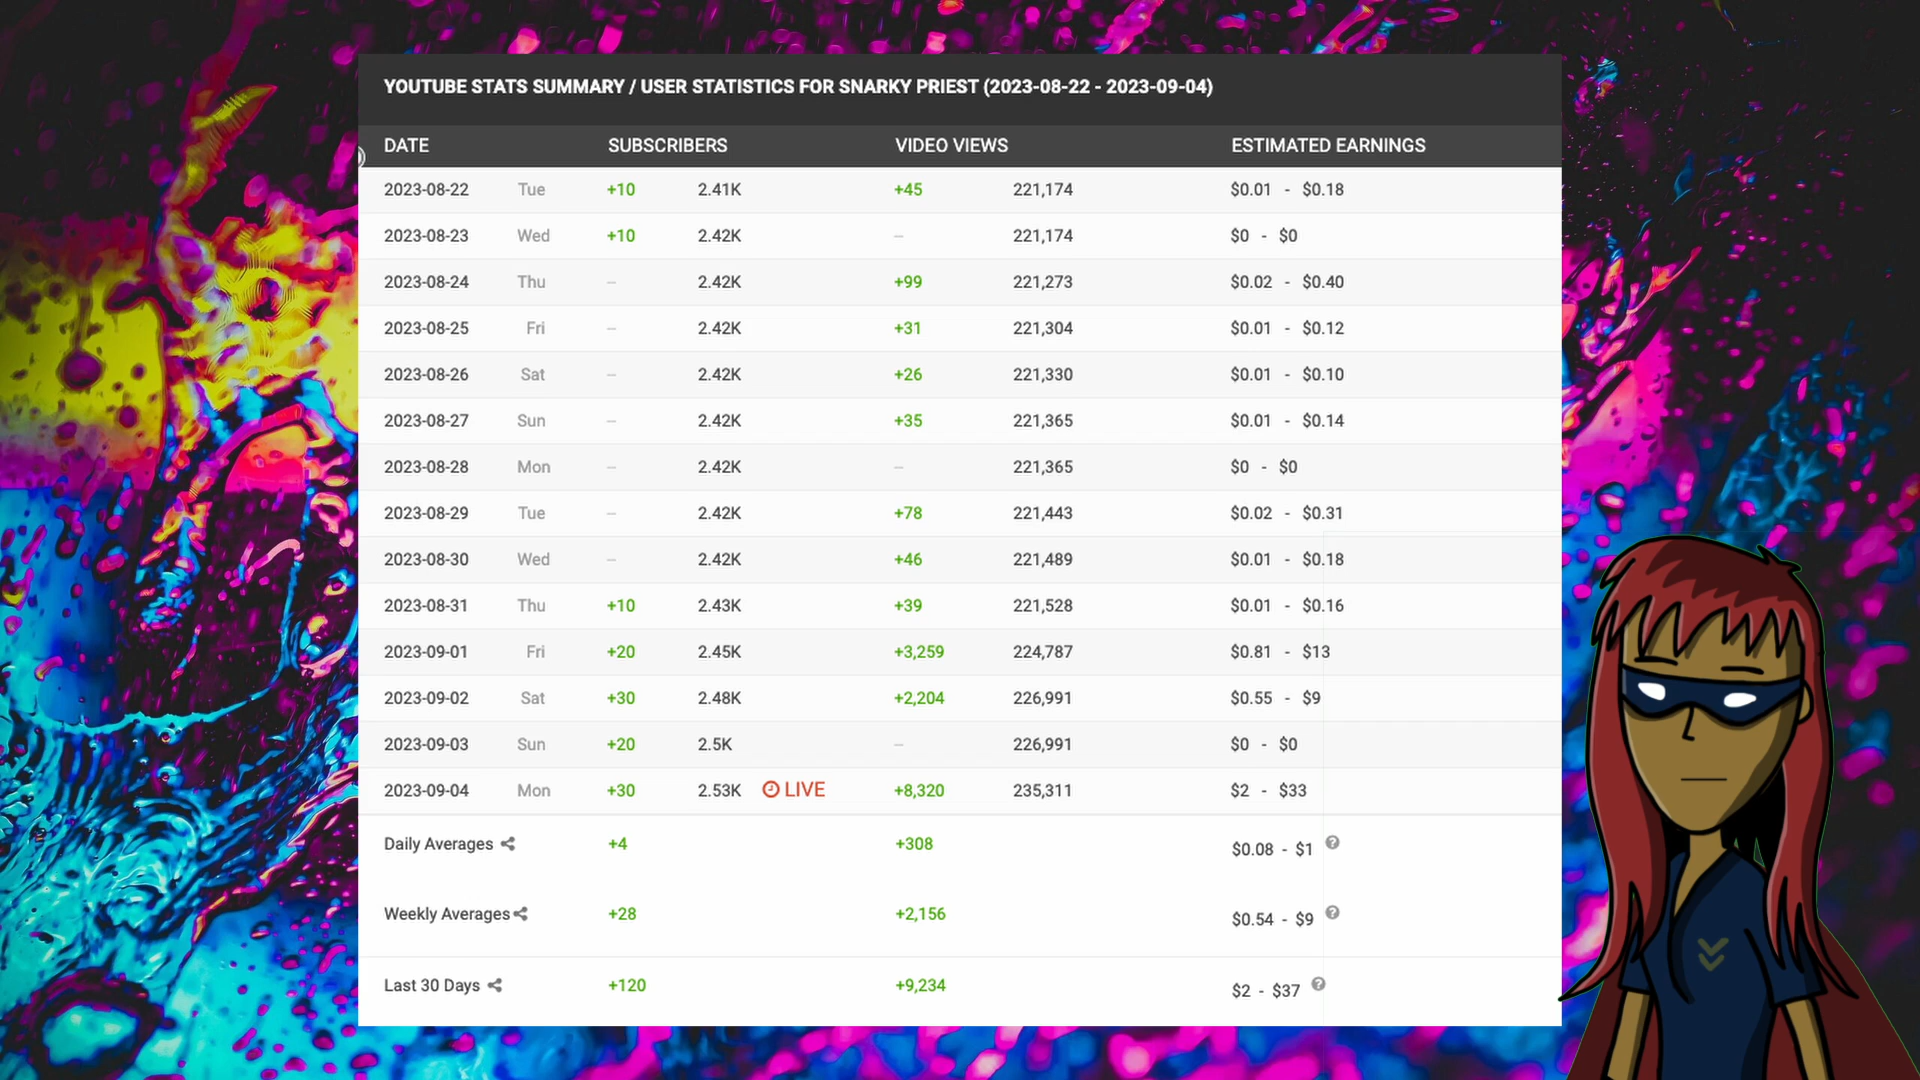 YOUTUBE STATS SUMMARY / USER STATISTICS FOR SNARKY PRIEST (2023-08-22 - 2023-09-04)
DATE SUBSCRIBERS VIDEO VIEWS ESTIMATED EARNINGS
2023-08-22 Tue +10 2.41K +45 221,174 $0.01 - $0.18
2023-08-23 Wed +10 2.42K -- 221,174 $0 - $0
2023-08-24 Thu -- 2.42K +99 221,273 $0.02 - $0.40
2023-08-25 Fri -- 2.42K +31 221,304 $0.01 - $0.12
2023-08-26 Sat -- 2.42K +26 221,330 $0.01 - $0.10
2023-08-27 Sun -- 2.42K +35 221,365 $0.01 - $0.14
2023-08-28 Mon -- 2.42K -- 221,365 $0 - $0
2023-08-29 Tue -- 2.42K +78 221,443 $0.02 - $0.31
2023-08-30 Wed -- 2.42K +46 221,489 $0.01 - $0.18
2023-08-31 Thu +10 2.43K +39 221,528 $0.01 - $0.16
2023-09-01 Fri +20 2.45K +3,259 224,787 $0.81 - $13
2023-09-02 Sat +30 2.48K +2,204 226,991 $0.55 - $9
2023-09-03 Sun +20 2.5K -- 226,991 $0 - $0
2023-09-04 Mon +30 2.53K LIVE +8,320 235,311 $2 - $33
Daily Averages +4 +308 $0.08 - $1 ?
Weekly Averages +28 +2,156 $0.54 - $9 ?
Last 30 Days +120 +9,234 $2 - $37 ?